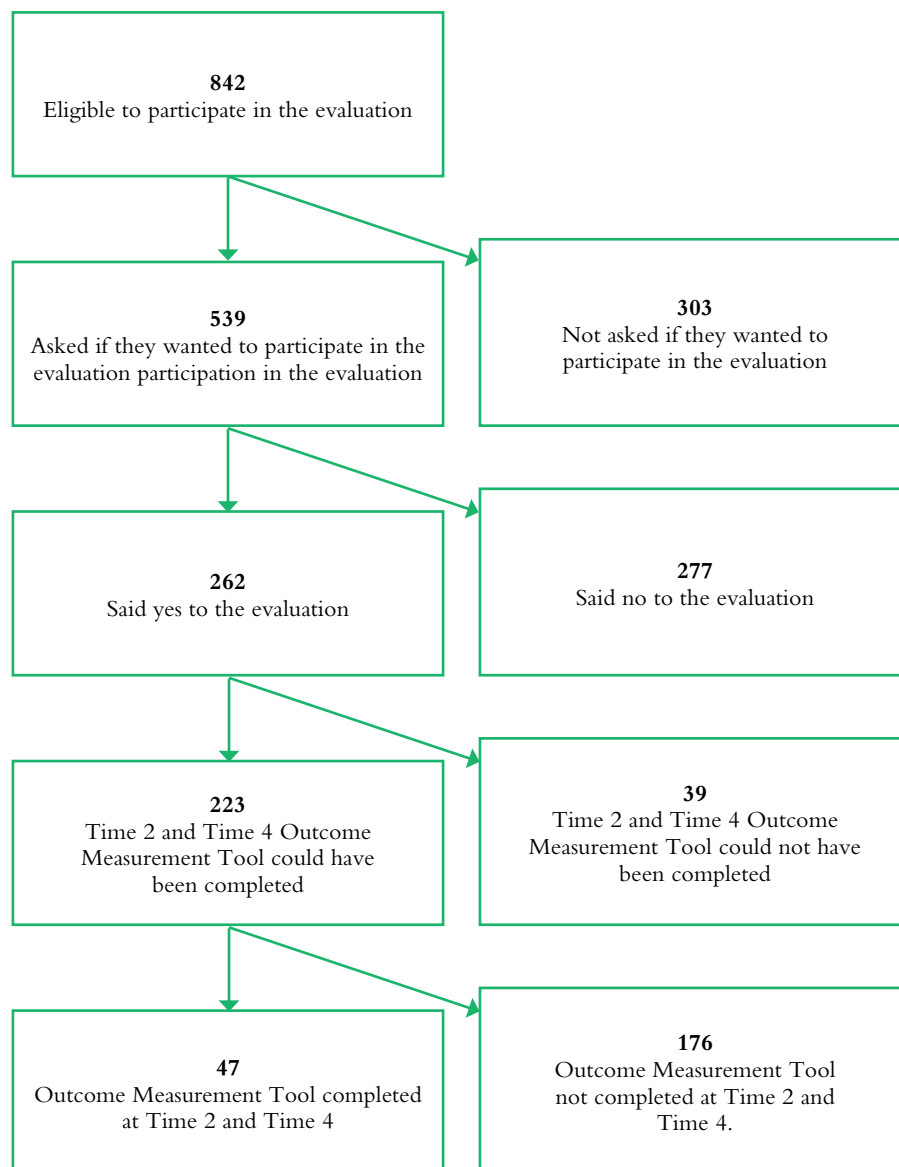 842
Eligible to participate in the evaluation
539
Asked if they wanted to participate in the
evaluation participation in the evaluation
303
Not asked if they wanted to
participate in the evaluation
262
Said yes to the evaluation
277
Said no to the evaluation
223
Time 2 and Time 4 Outcome
Measurement Tool could have
been completed
39
Time 2 and Time 4 Outcome
Measurement Tool could not have
been completed
47
Outcome Measurement Tool completed
at Time 2 and Time 4
176
Outcome Measurement Tool
not completed at Time 2 and
Time 4.